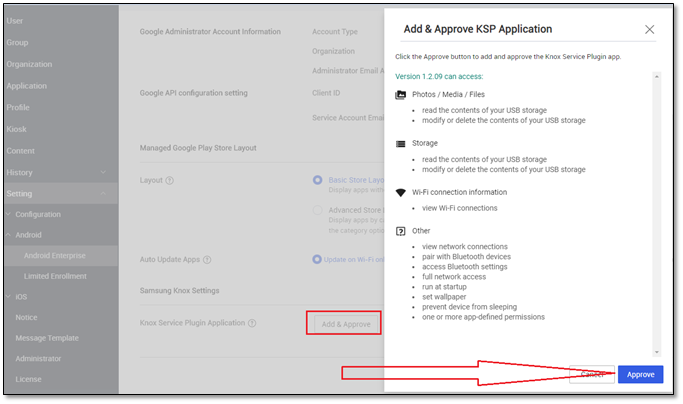 User
Group
Organization
Application
Profile
Kiosk
Content
History
Setting
Configuration
Android
Android Enterprise
Limited Enrollment
iOS
Notice
Message Template
Administrator
License
Google Administrator Account Information
Account Type
Organization
Administrator Email A
Google API configuration setting
Client ID
Service Account Emai
Managed Google Play Store Layout
Layout
Basic Store Layo
Display apps with
Advanced Store
Display apps by c
the category optio
Auto Update Apps
Update on Wi-Fi onl
Samsung Knox Settings
Knox Service Plugin Application
Add & Approve
Add & Approve KSP Application
Click the Approve button to add and approve the Knox Service Plugin app.
Version 1.2.09 can access:
Photos / Media / Files
• read the contents of your USB storage
• modify or delete the contents of your USB storage
Storage
• read the contents of your USB storage
• modify or delete the contents of your USB storage
Wi-Fi connection information
• view Wi-Fi connections
Other
• view network connections
• pair with Bluetooth devices
• access Bluetooth settings
• full network access
• run at startup
• set wallpaper
• prevent device from sleeping
• one or more app-defined permissions
Cancel
Approve